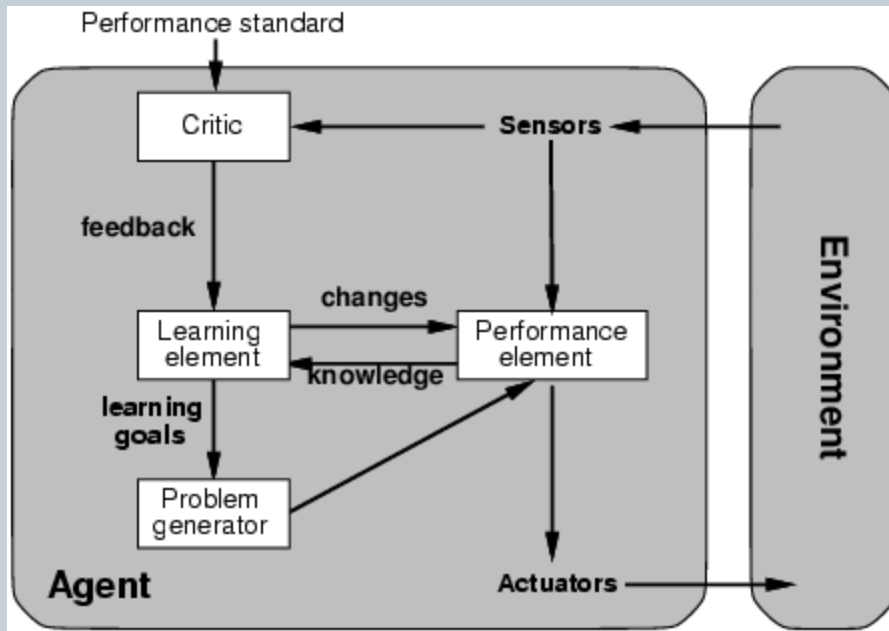 Performance standard
Critic
Sensors
feedback
changes
Learning
element
Performance
element
knowledge
learning
goals
Problem
generator
Agent
Actuators
Environment